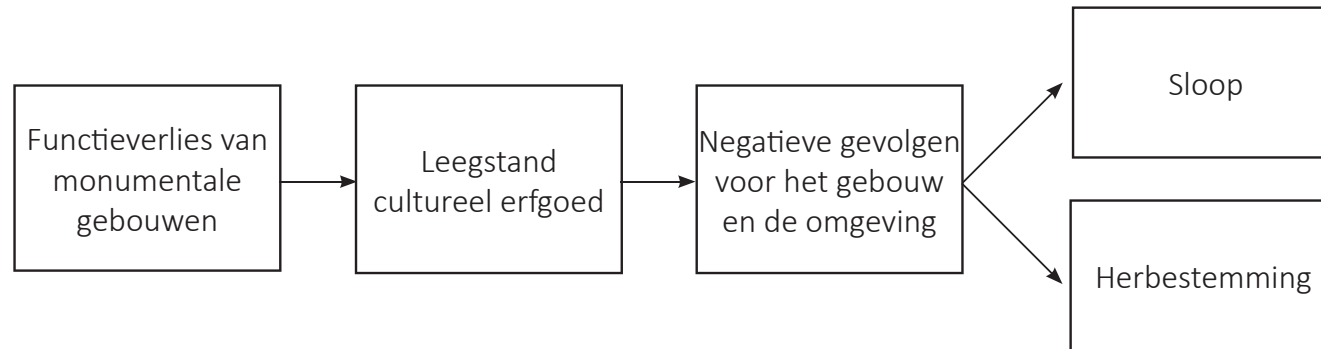 Functieverlies van
monumentale
gebouwen
Leegstand
cultureel erfgoed
Negatieve gevolgen
voor het gebouw
en de omgeving
Sloop
Herbestemming